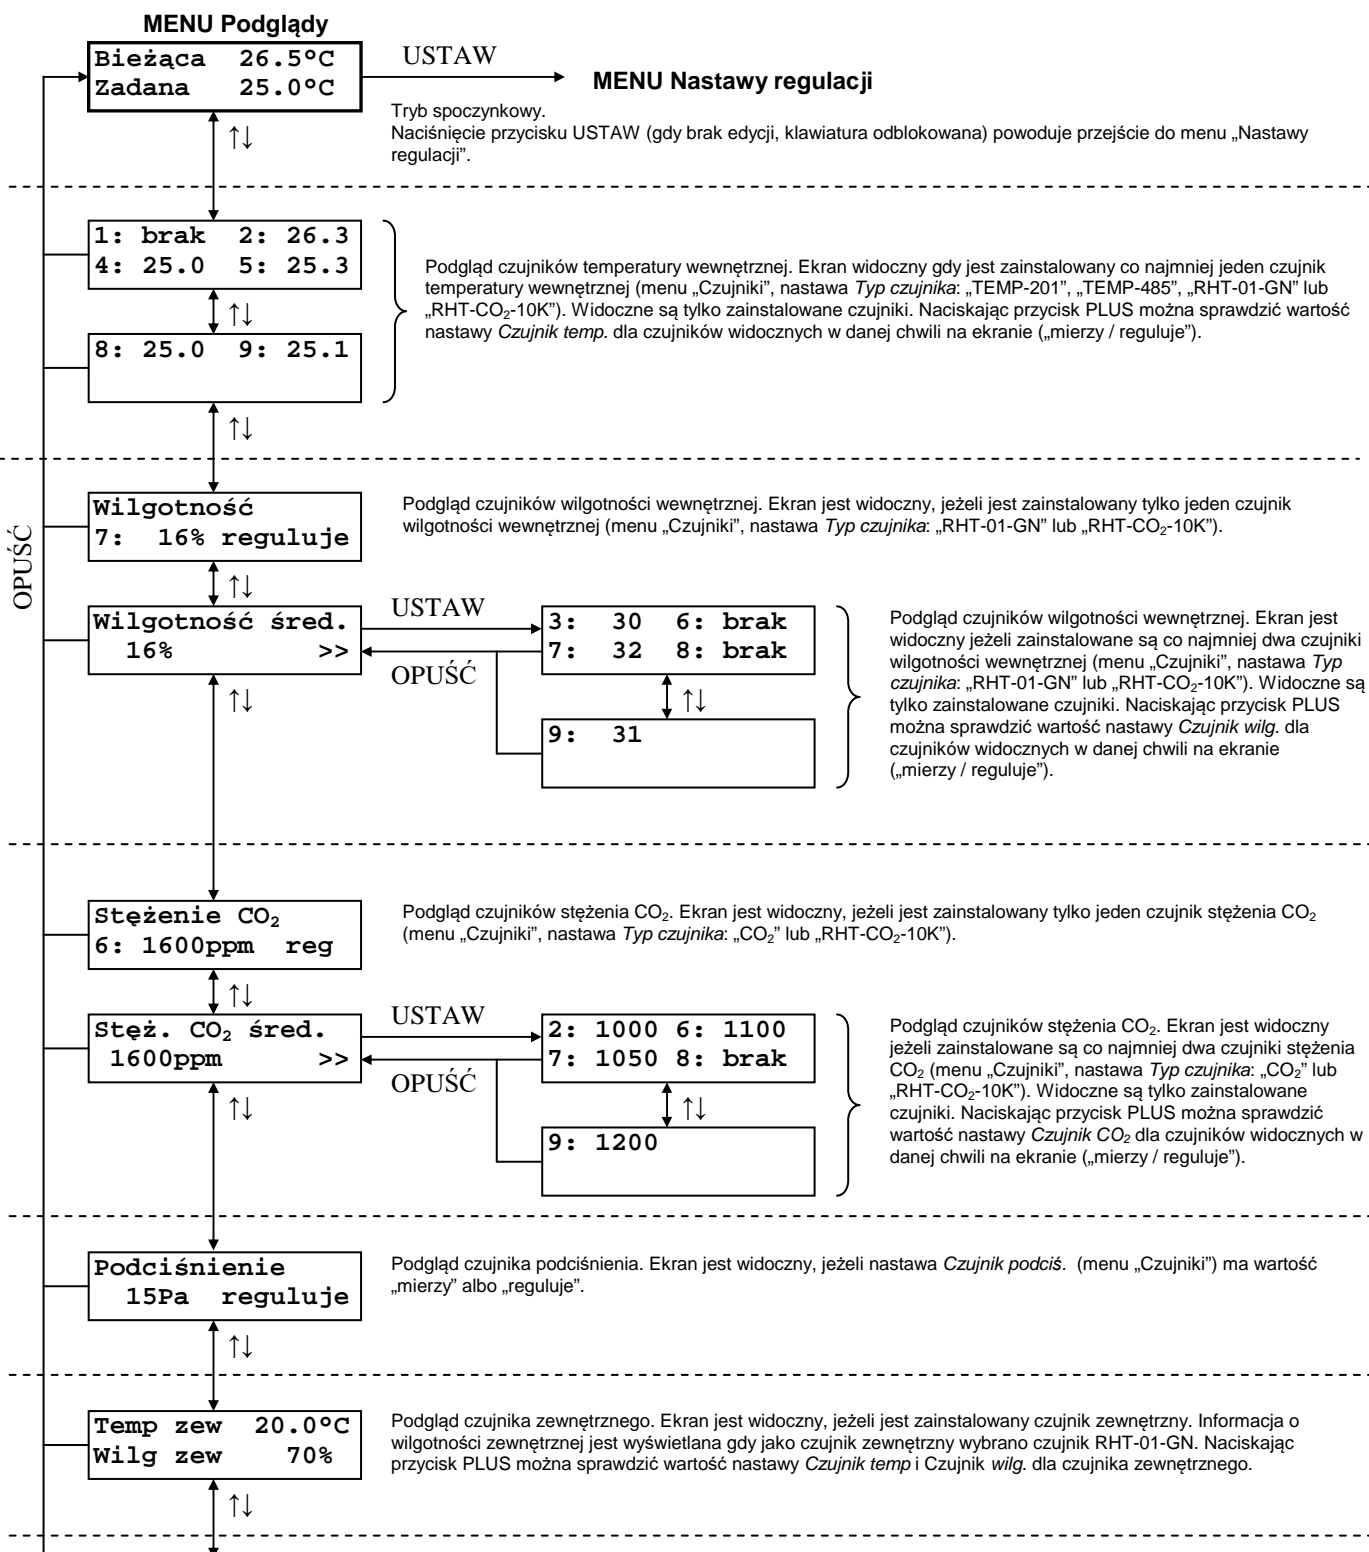 MENU Podglądy
Bieżąca 26.5°C
Zadana 25.0°C
USTAW
MENU Nastawy regulacji
Tryb spoczynkowy.
Naciśnięcie przycisku USTAW (gdy brak edycji, klawiatura odblokowana) powoduje przejście do menu „Nastawy
regulacji”.
↑↓
1: brak 2: 26.3
4: 25.0 5: 25.3
↑↓
8: 25.0 9: 25.1
Podgląd czujników temperatury wewnętrznej. Ekran widoczny gdy jest zainstalowany co najmniej jeden czujnik
temperatury wewnętrznej (menu „Czujniki”, nastawa Typ czujnika: „TEMP-201”, „TEMP-485”, „RHT-01-GN” lub
„RHT-CO₂-10K”). Widoczne są tylko zainstalowane czujniki. Naciskając przycisk PLUS można sprawdzić wartość
nastawy Czujnik temp. dla czujników widocznych w danej chwili na ekranie („mierzy / reguluje”).
↑↓
OPUŚĆ
Wilgotność
7: 16% reguluje
Podgląd czujników wilgotności wewnętrznej. Ekran jest widoczny, jeżeli jest zainstalowany tylko jeden czujnik
wilgotności wewnętrznej (menu „Czujniki”, nastawa Typ czujnika: „RHT-01-GN” lub „RHT-CO₂-10K”).
↑↓
Wilgotność śred.
16% >>
USTAW
OPUŚĆ
3: 30 6: brak
7: 32 8: brak
↑↓
9: 31
Podgląd czujników wilgotności wewnętrznej. Ekran jest
widoczny jeżeli zainstalowane są co najmniej dwa czujniki
wilgotności wewnętrznej (menu „Czujniki”, nastawa Typ
czujnika: „RHT-01-GN” lub „RHT-CO₂-10K”). Widoczne są
tylko zainstalowane czujniki. Naciskając przycisk PLUS
można sprawdzić wartość nastawy Czujnik wilg. dla
czujników widocznych w danej chwili na ekranie
(„mierzy / reguluje”).
↑↓
Stężenie CO₂
6: 1600ppm reg
Podgląd czujników stężenia CO₂. Ekran jest widoczny, jeżeli jest zainstalowany tylko jeden czujnik stężenia CO₂
(menu „Czujniki”, nastawa Typ czujnika: „CO₂” lub „RHT-CO₂-10K”).
↑↓
Stęż. CO₂ śred.
1600ppm >>
USTAW
OPUŚĆ
2: 1000 6: 1100
7: 1050 8: brak
↑↓
9: 1200
Podgląd czujników stężenia CO₂. Ekran jest widoczny
jeżeli zainstalowane są co najmniej dwa czujniki stężenia
CO₂ (menu „Czujniki”, nastawa Typ czujnika: „CO₂” lub
„RHT-CO₂-10K”). Widoczne są tylko zainstalowane
czujniki. Naciskając przycisk PLUS można sprawdzić
wartość nastawy Czujnik CO₂ dla czujników widocznych w
danej chwili na ekranie („mierzy / reguluje”).
↑↓
Podciśnienie
15Pa reguluje
Podgląd czujnika podciśnienia. Ekran jest widoczny, jeżeli nastawa Czujnik podciś. (menu „Czujniki”) ma wartość
„mierzy” albo „reguluje”.
↑↓
Temp zew 20.0°C
Wilg zew 70%
Podgląd czujnika zewnętrznego. Ekran jest widoczny, jeżeli jest zainstalowany czujnik zewnętrzny. Informacja o
wilgotności zewnętrznej jest wyświetlana gdy jako czujnik zewnętrzny wybrano czujnik RHT-01-GN. Naciskając
przycisk PLUS można sprawdzić wartość nastawy Czujnik temp i Czujnik wilg. dla czujnika zewnętrznego.
↑↓